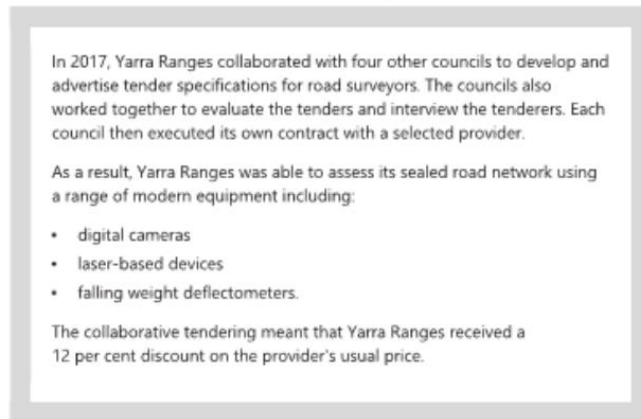 In 2017, Yarra Ranges collaborated with four other councils to develop and
advertise tender specifications for road surveyors. The councils also
worked together to evaluate the tenders and interview the tenderers. Each
council then executed its own contract with a selected provider.
As a result, Yarra Ranges was able to assess its sealed road network using
a range of modern equipment including:
• digital cameras
• laser-based devices
• falling weight deflectometers.
The collaborative tendering meant that Yarra Ranges received a
12 per cent discount on the provider's usual price.